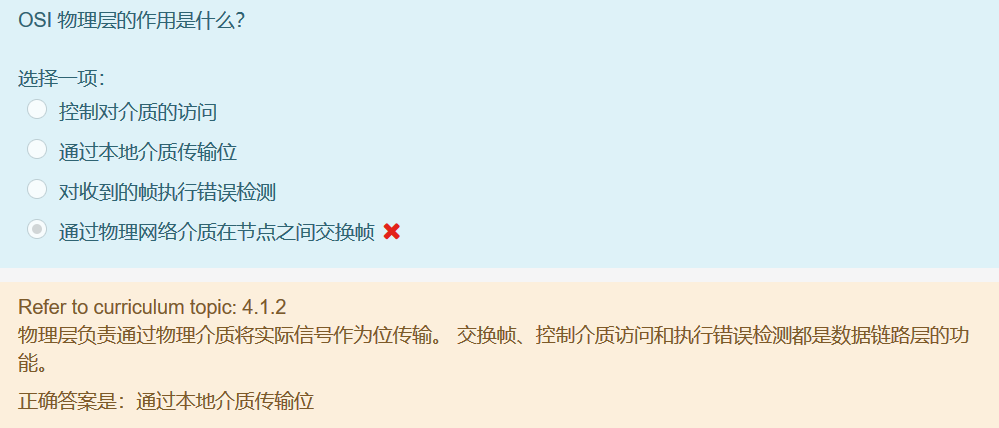 OSI 物理层的作用是什么?
选择一项:
控制对介质的访问
通过本地介质传输位
对收到的帧执行错误检测
通过物理网络介质在节点之间交换帧
Refer to curriculum topic: 4.1.2
物理层负责通过物理介质将实际信号作为位传输。 交换帧、控制介质访问和执行错误检测都是数据链路层的功
能。
正确答案是：通过本地介质传输位